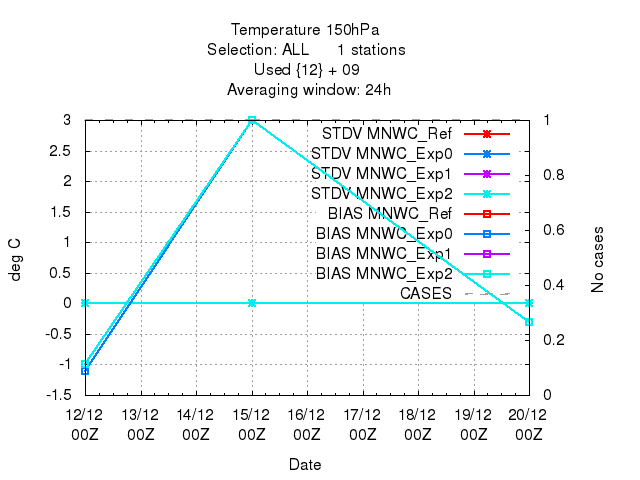 Temperature 150hPa
Selection: ALL 1 stations
Used {12} + 09
Averaging window: 24h
3 1
STDV MNWC_Ref
2.5
STDV MNWC_Exp0
STDV MNWC_Exp1
2 0.8
STDV MNWC_Exp2
1.5
BIAS MNWC_Ref
BIAS MNWC_Exp0
1 0.6
BIAS MNWC_Exp1
0.5
BIAS MNWC_Exp2
CASES
0 0.4
-0.5
0.2
-1
-1.5 0
deg C
No cases
12/12 13/12 14/12 15/12 16/12 17/12 18/12 19/12 20/12
00Z 00Z 00Z 00Z 00Z 00Z 00Z 00Z 00Z
Date